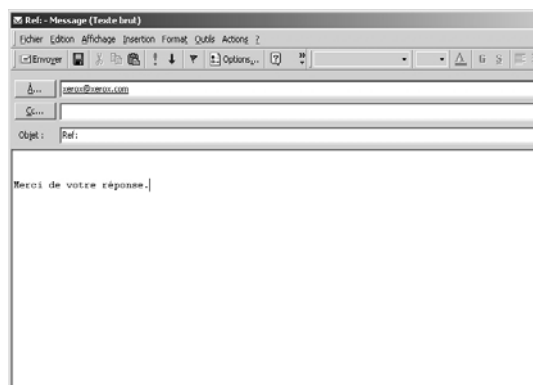 Ref: - Message (Texte brut)
Fichier Edition Affichage Insertion Format Outils Actions ?
Envoyer Options... ? A G S
À... xerox@xerox.com
Cc...
Objet : Ref:
Merci de votre réponse.